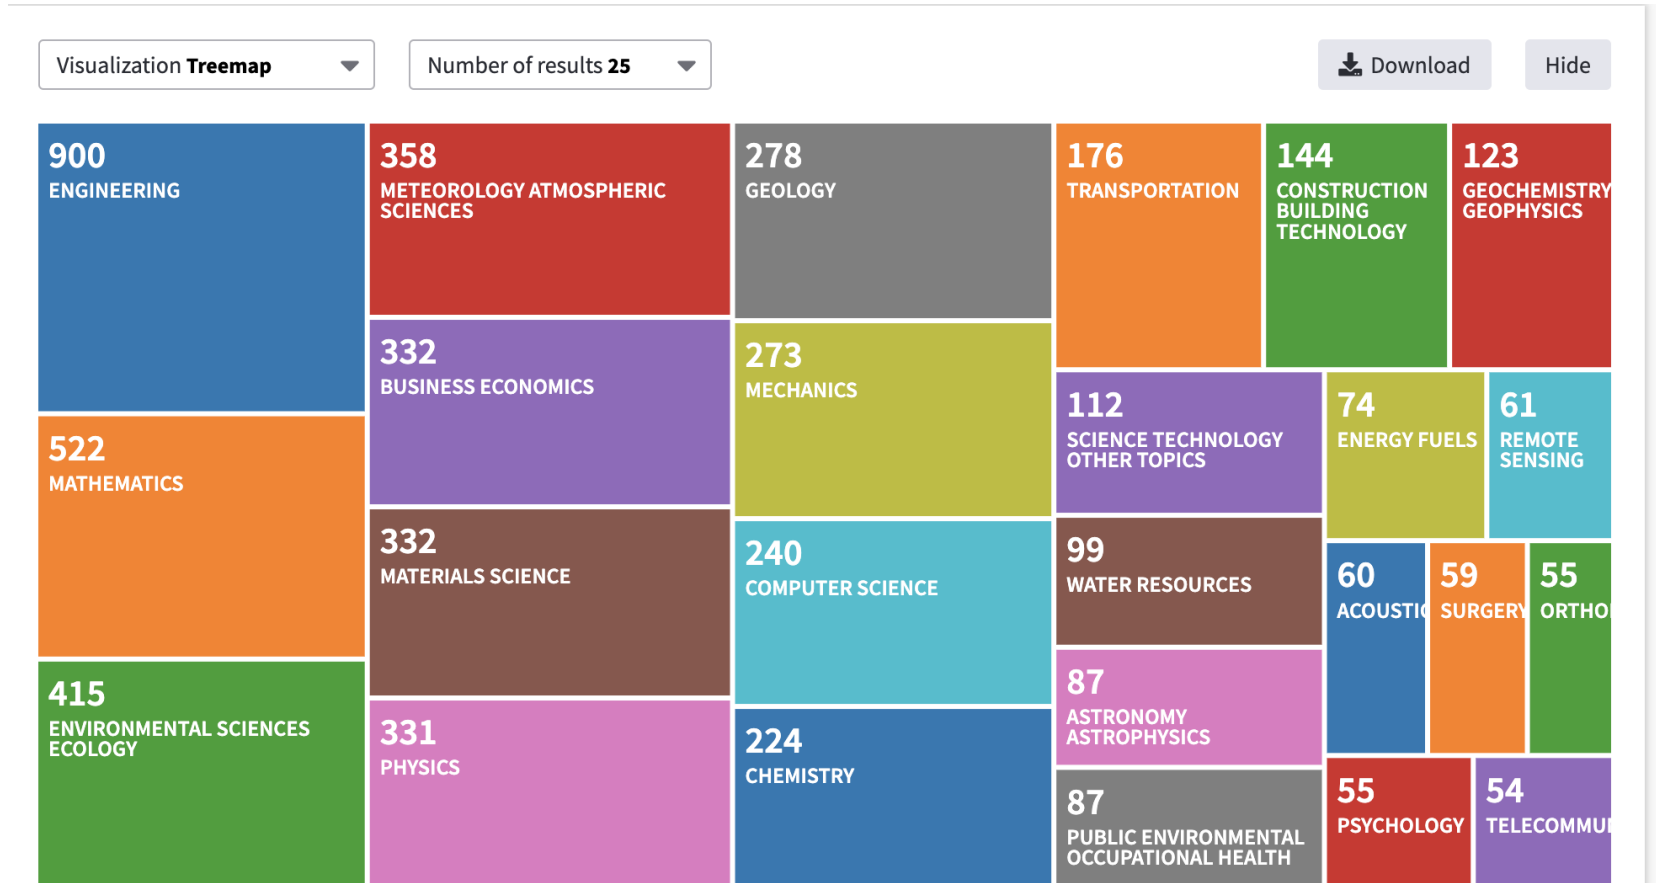 Visualization Treemap
Number of results 25
Download
Hide
900
ENGINEERING
522
MATHEMATICS
415
ENVIRONMENTAL SCIENCES
ECOLOGY
358
METEOROLOGY ATMOSPHERIC
SCIENCES
332
BUSINESS ECONOMICS
332
MATERIALS SCIENCE
331
PHYSICS
278
GEOLOGY
273
MECHANICS
240
COMPUTER SCIENCE
224
CHEMISTRY
176
TRANSPORTATION
144
CONSTRUCTION
BUILDING
TECHNOLOGY
123
GEOCHEMISTRY
GEOPHYSICS
112
SCIENCE TECHNOLOGY
OTHER TOPICS
99
WATER RESOURCES
87
ASTRONOMY
ASTROPHYSICS
87
PUBLIC ENVIRONMENTAL
OCCUPATIONAL HEALTH
74
ENERGY FUELS
61
REMOTE
SENSING
60
ACOUSTIC
59
SURGERY
55
ORTHO
55
PSYCHOLOGY
54
TELECOMMU